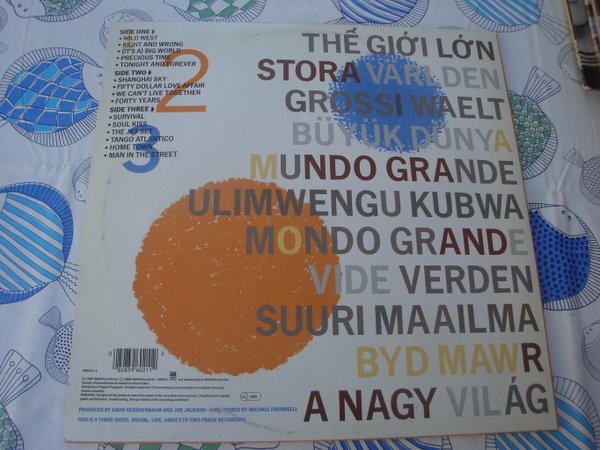 SIDE ONE
• WILD WEST
• RIGHT AND WRONG
• (IT'S A) BIG WORLD
• PRECIOUS TIME
• TONIGHT AND FOREVER
SIDE TWO
• SHANGHAI SKY
• FIFTY DOLLAR LOVE AFFAIR
• WE CAN'T LIVE TOGETHER
• FORTY YEARS
SIDE THREE
• SURVIVAL
• SOUL KISS
• THE JET SET
• TANGO ATLANTICO
• HOME TOWN
• MAN IN THE STREET
2
3
THẾ GIỚI LỚN
STORA VÄRLDEN
GROSSI WAELT
BÜYÜK DÜNYA
MUNDO GRANDE
ULIMWENGU KUBWA
MONDO GRANDE
VIDE VERDEN
SUURI MAAILMA
BYD MAWR
A NAGY VILÁG
PRODUCED BY DAVID KERSHENBAUM AND JOE JACKSON • ENGINEERED BY MICHAEL FRONDELLI
THIS IS A THREE SIDED, DIGITAL, LIVE, DIRECT-TO-TWO-TRACK RECORDING